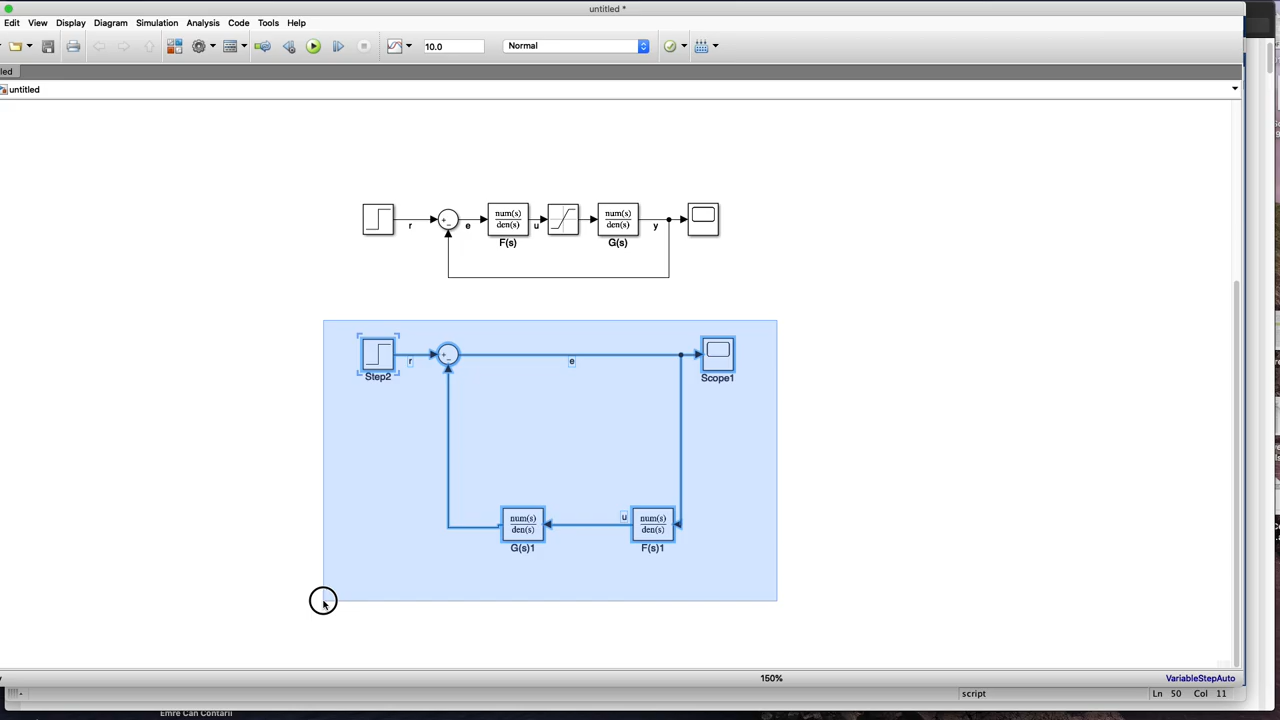 untitled *
Edit View Display Diagram Simulation Analysis Code Tools Help
10.0 Normal
led
untitled
r + - e num(s) den(s) u num(s) den(s) y
F(s) G(s)
r + - e
Step2 Scope1
num(s) den(s) u num(s) den(s)
G(s)1 F(s)1
150% VariableStepAuto
script Ln 50 Col 11
Emre Can Contarli